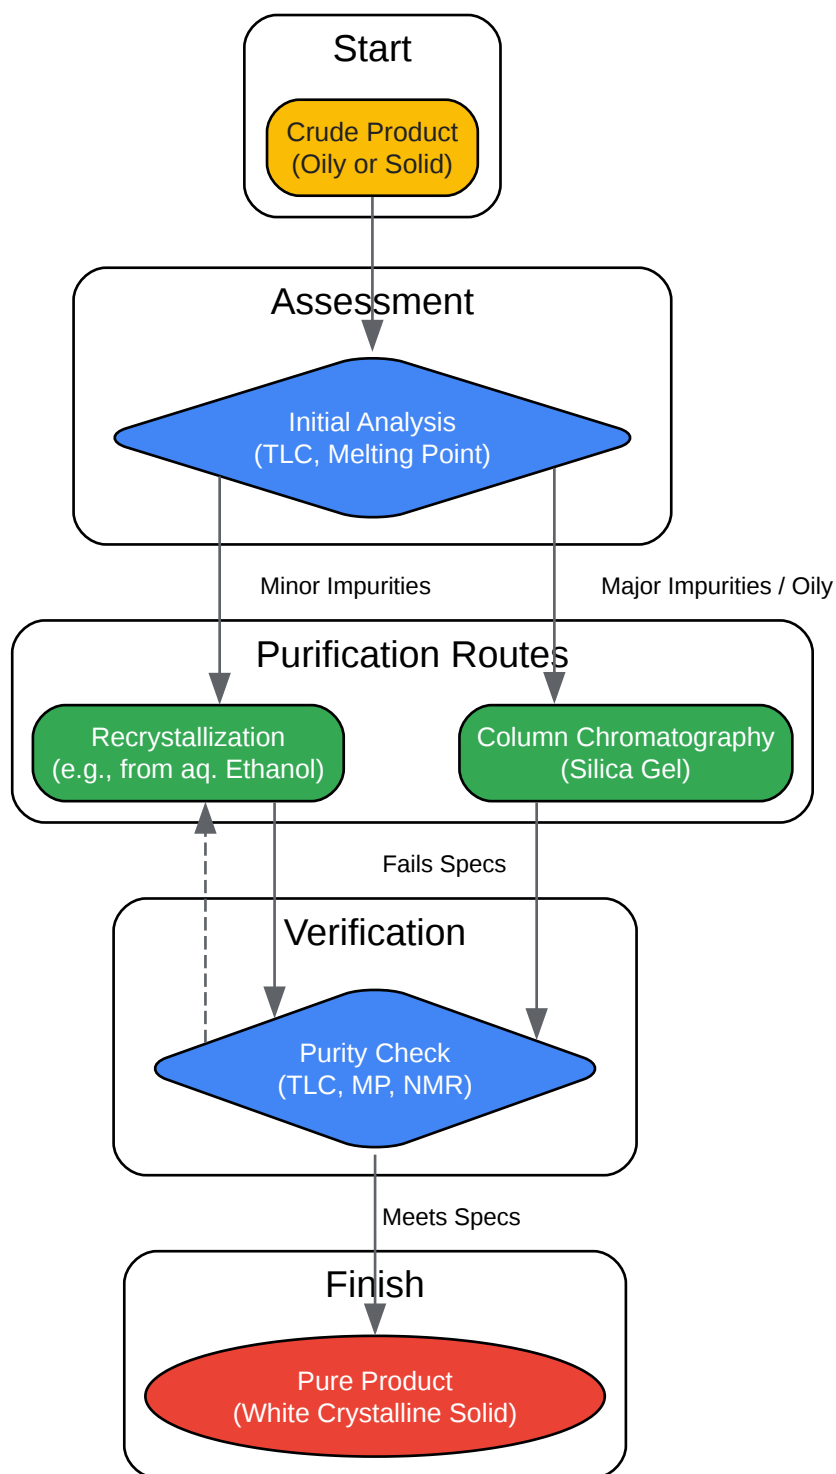 Start
Crude Product
(Oily or Solid)
Assessment
Initial Analysis
(TLC, Melting Point)
Minor Impurities
Major Impurities / Oily
Purification Routes
Recrystallization
(e.g., from aq. Ethanol)
Column Chromatography
(Silica Gel)
Fails Specs
Verification
Purity Check
(TLC, MP, NMR)
Meets Specs
Finish
Pure Product
(White Crystalline Solid)